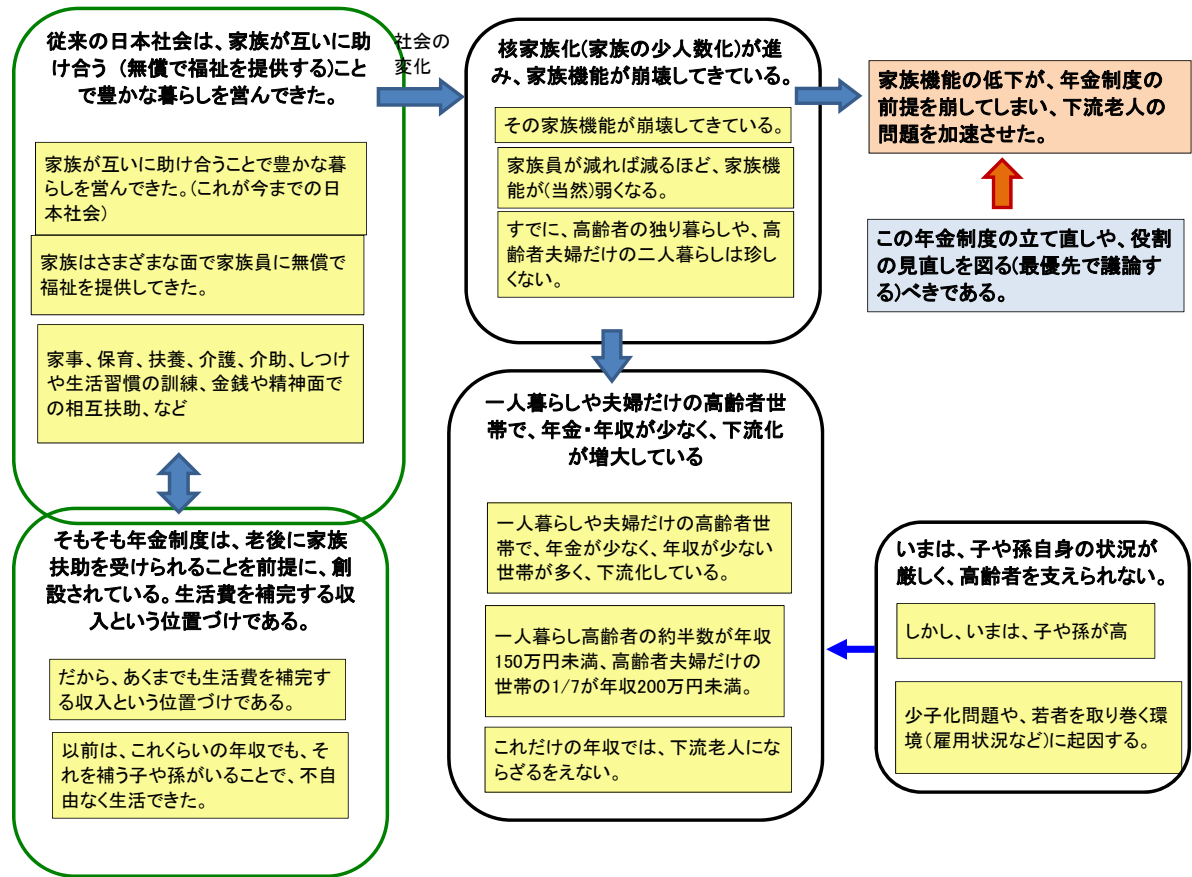 従来の日本社会は、家族が互いに助
け合う （無償で福祉を提供する）こと
で豊かな暮らしを営んできた。
家族が互いに助け合うことで豊かな暮
らしを営んできた。（これが今までの日
本社会）
家族はさまざまな面で家族員に無償で
福祉を提供してきた。
家事、保育、扶養、介護、介助、しつけ
や生活習慣の訓練、金銭や精神面で
の相互扶助、など
社会の
変化
核家族化(家族の少人数化)が進
み、家族機能が崩壊してきている。
その家族機能が崩壊してきている。
家族員が減れば減るほど、家族機
能が(当然)弱くなる。
すでに、高齢者の独り暮らしや、高
齢者夫婦だけの二人暮らしは珍し
くない。
家族機能の低下が、年金制度の
前提を崩してしまい、下流老人の
問題を加速させた。
この年金制度の立て直しや、役割
の見直しを図る(最優先で議論す
る)べきである。
そもそも年金制度は、老後に家族
扶助を受けられることを前提に、創
設されている。生活費を補完する収
入という位置づけである。
だから、あくまでも生活費を補完す
る収入という位置づけである。
以前は、これくらいの年収でも、そ
れを補う子や孫がいることで、不自
由なく生活できた。
一人暮らしや夫婦だけの高齢者世
帯で、年金・年収が少なく、下流化
が増大している
一人暮らしや夫婦だけの高齢者世
帯で、年金が少なく、年収が少ない
世帯が多く、下流化している。
一人暮らし高齢者の約半数が年収
150万円未満、高齢者夫婦だけの
世帯の1/7が年収200万円未満。
これだけの年収では、下流老人にな
らざるをえない。
いまは、子や孫自身の状況が
厳しく、高齢者を支えられない。
しかし、いまは、子や孫が高
少子化問題や、若者を取り巻く環
境（雇用状況など）に起因する。